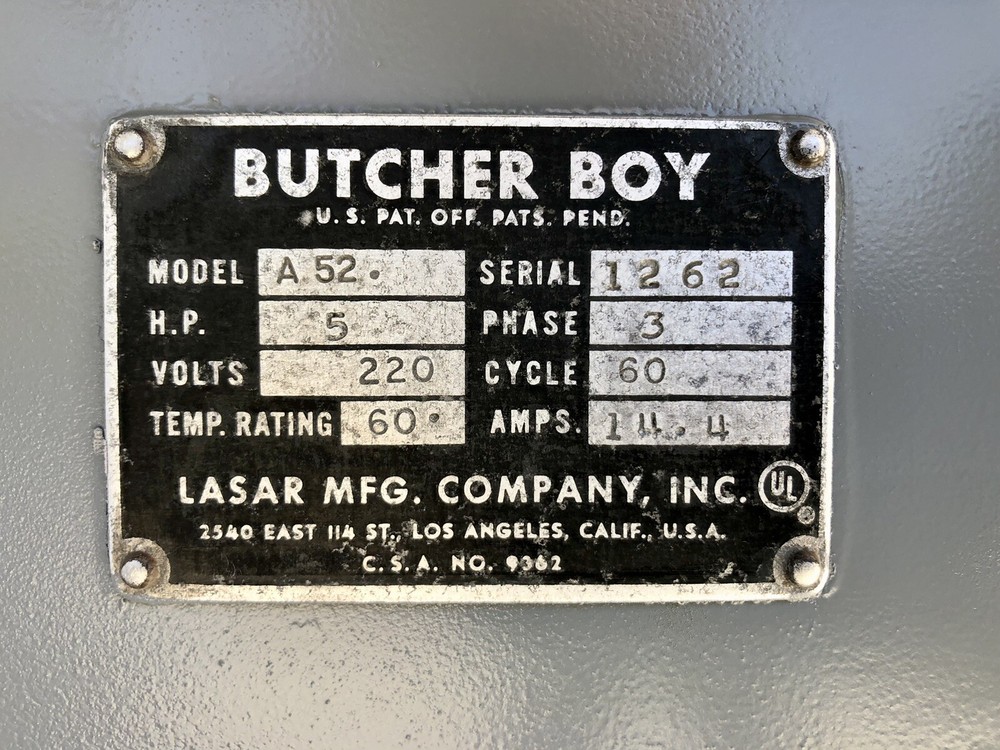 BUTCHER BOY
U. S. PAT. OFF. PATS. PEND.
MODEL A 52. SERIAL 1262
H.P. 5 PHASE 3
VOLTS 220 CYCLE 60
TEMP. RATING 60° AMPS. 14.4
LASAR MFG. COMPANY, INC. UL ®
2540 EAST 114 ST., LOS ANGELES, CALIF., U.S.A.
C. S. A. NO. 9362